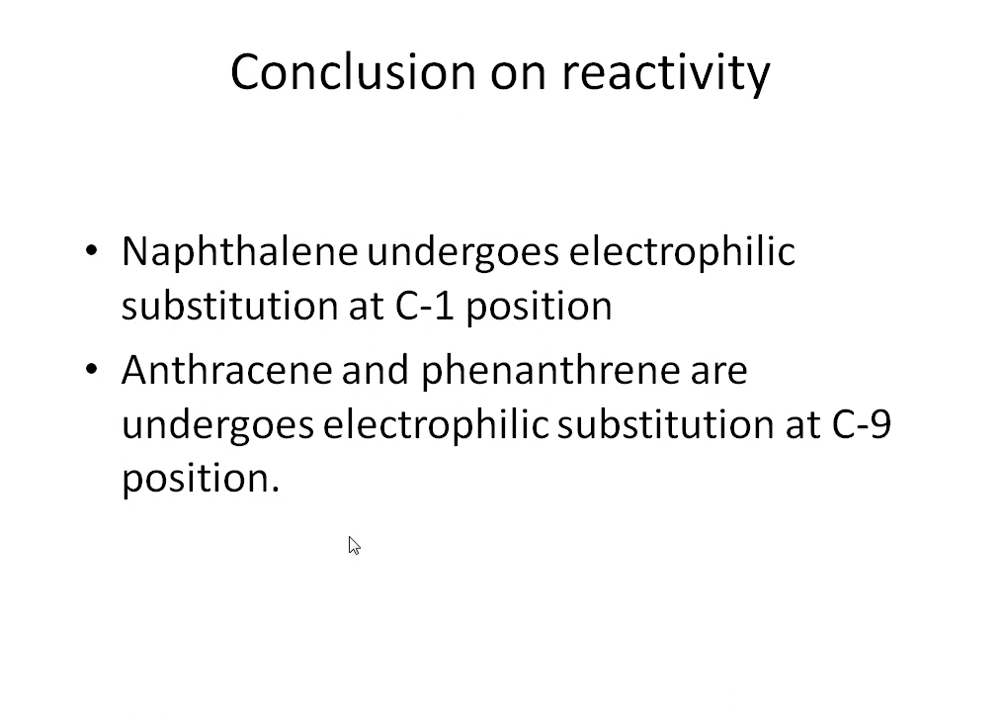 Conclusion on reactivity
• Naphthalene undergoes electrophilic
substitution at C-1 position
• Anthracene and phenanthrene are
undergoes electrophilic substitution at C-9
position.